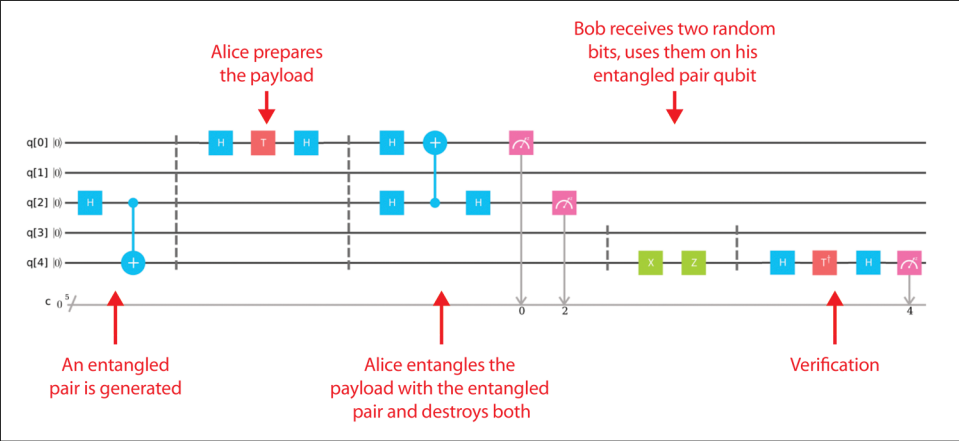 Bob receives two random
bits, uses them on his
entangled pair qubit
Alice prepares
the payload
q[0] |0⟩ H T H H +
q[1] |0⟩
q[2] |0⟩ H H H
q[3] |0⟩
q[4] |0⟩ + X Z H T† H
c 0 5
0 2 4
An entangled
pair is generated
Alice entangles the
payload with the entangled
pair and destroys both
Verification